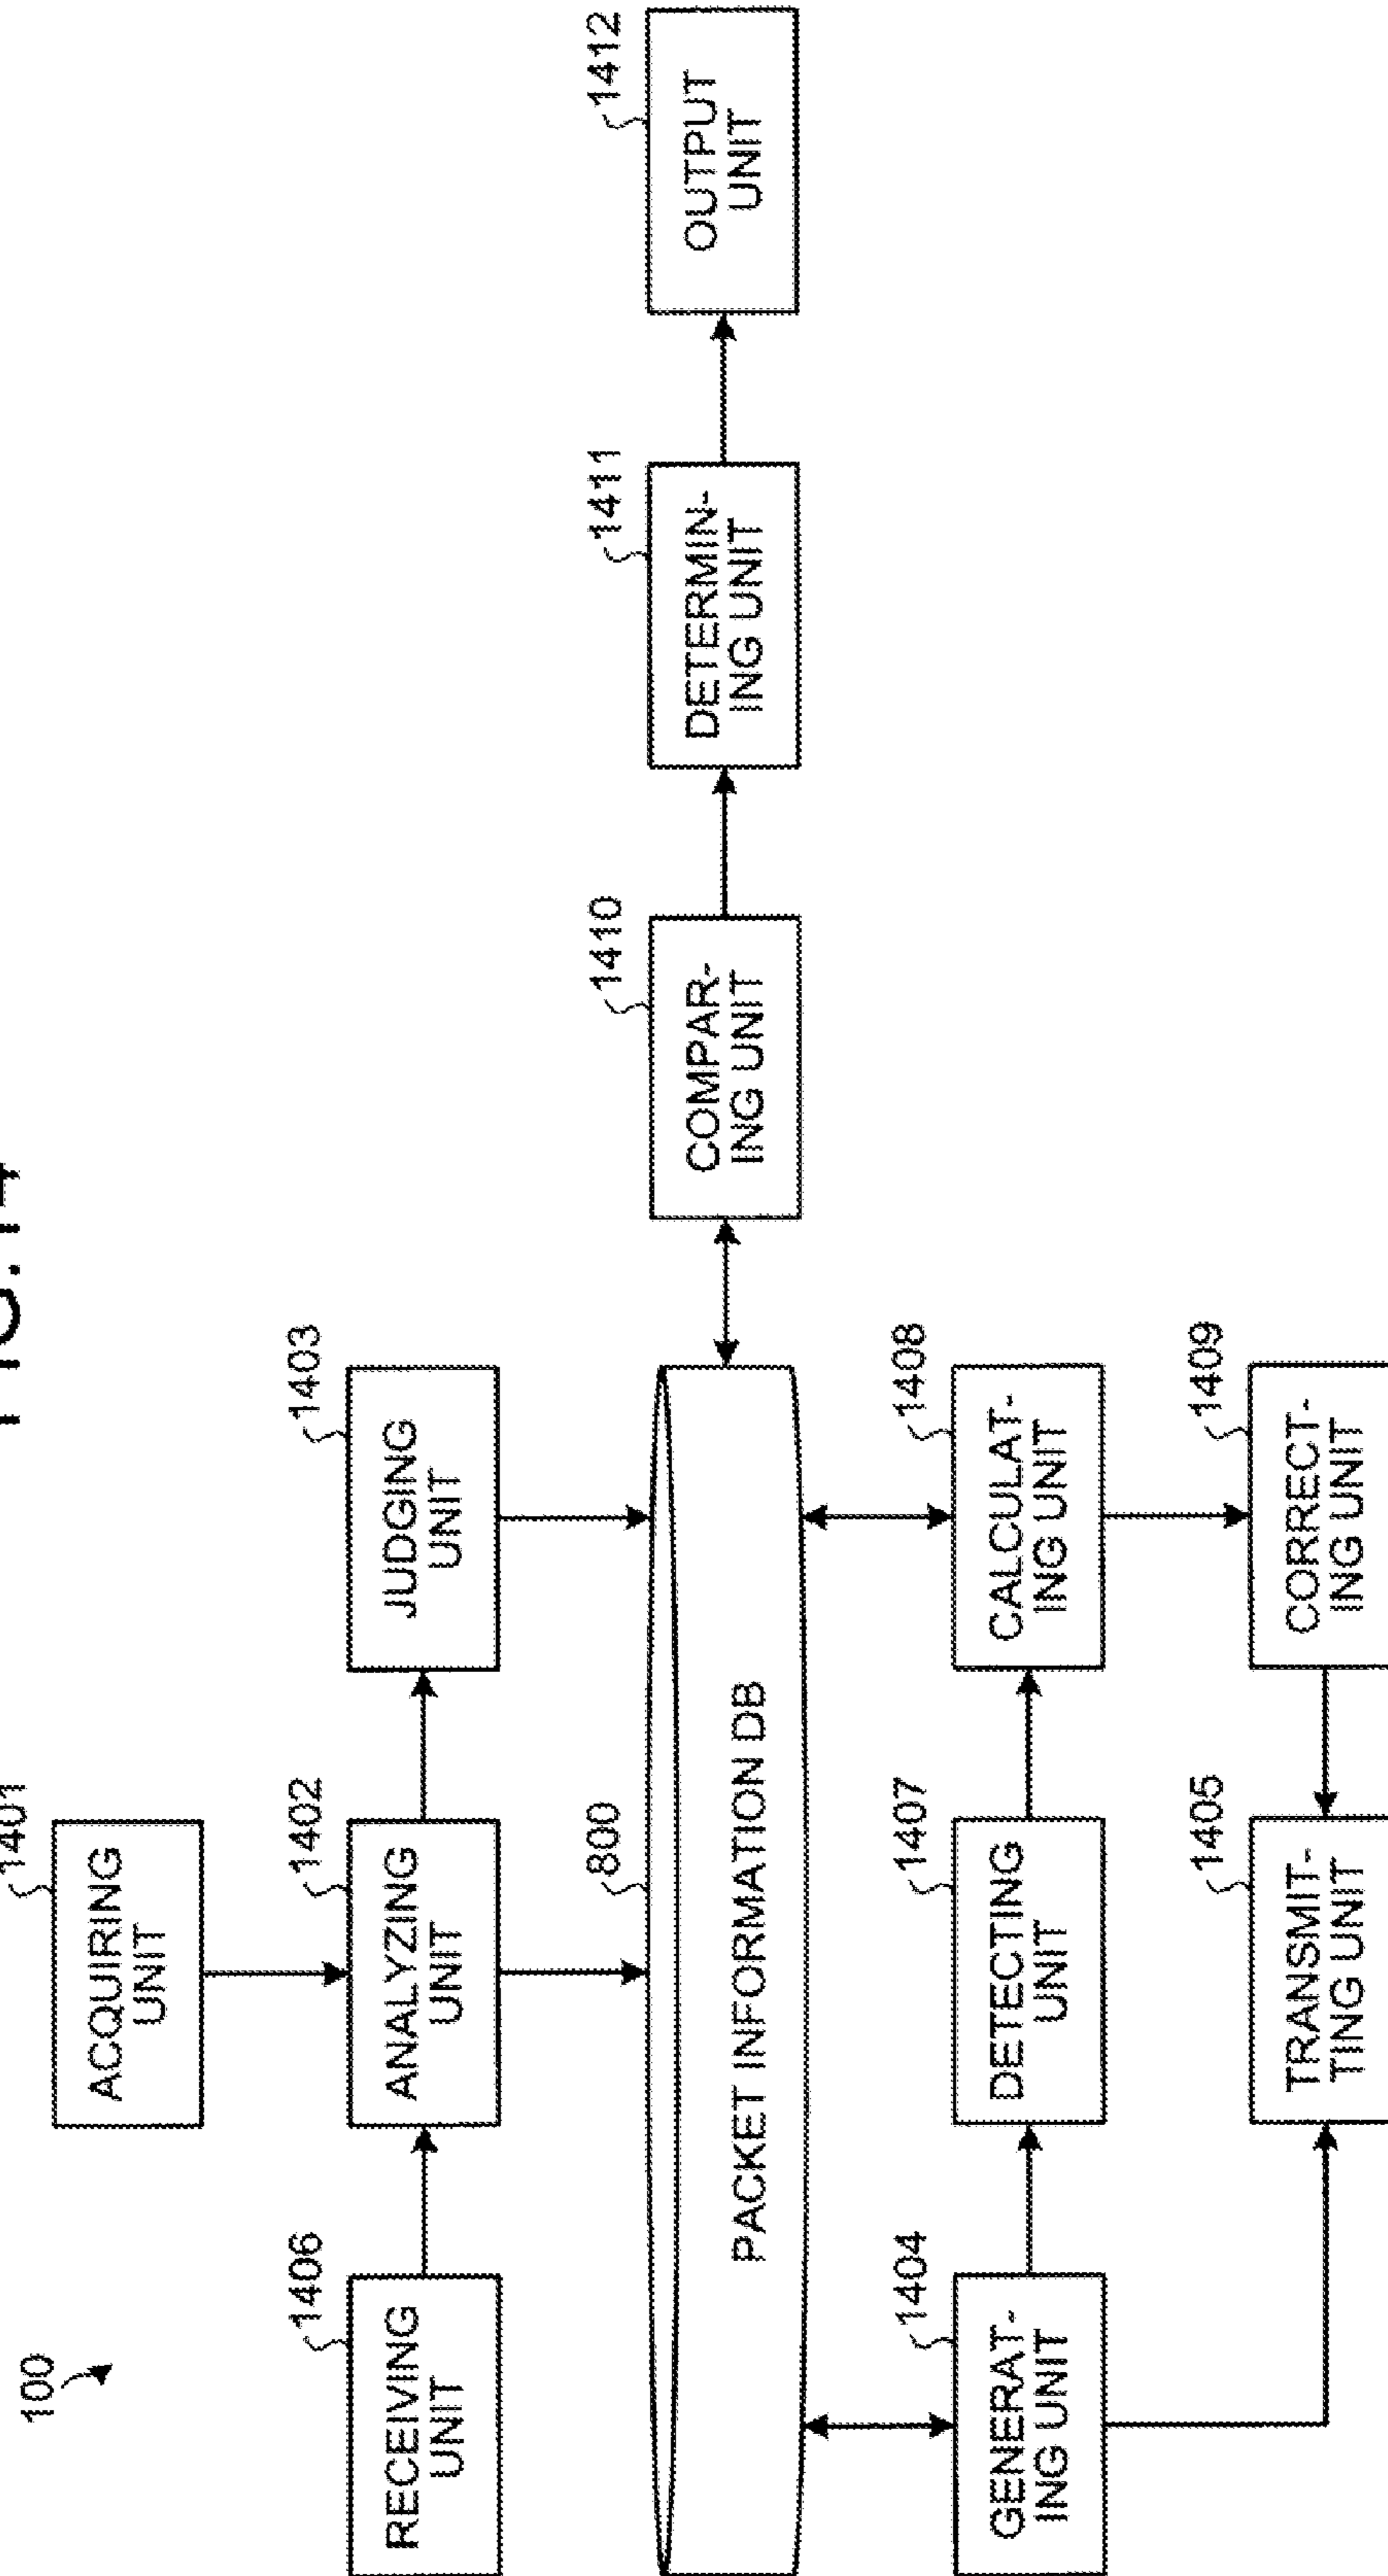 FIG.14
100
1401
ACQUIRING
UNIT
1406
RECEIVING
UNIT
1402
ANALYZING
UNIT
1403
JUDGING
UNIT
800
PACKET INFORMATION DB
1410
COMPAR-
ING UNIT
1411
DETERMIN-
ING UNIT
1412
OUTPUT
UNIT
1404
GENERAT-
ING UNIT
1407
DETECTING
UNIT
1408
CALCULAT-
ING UNIT
1405
TRANSMIT-
TING UNIT
1409
CORRECT-
ING UNIT